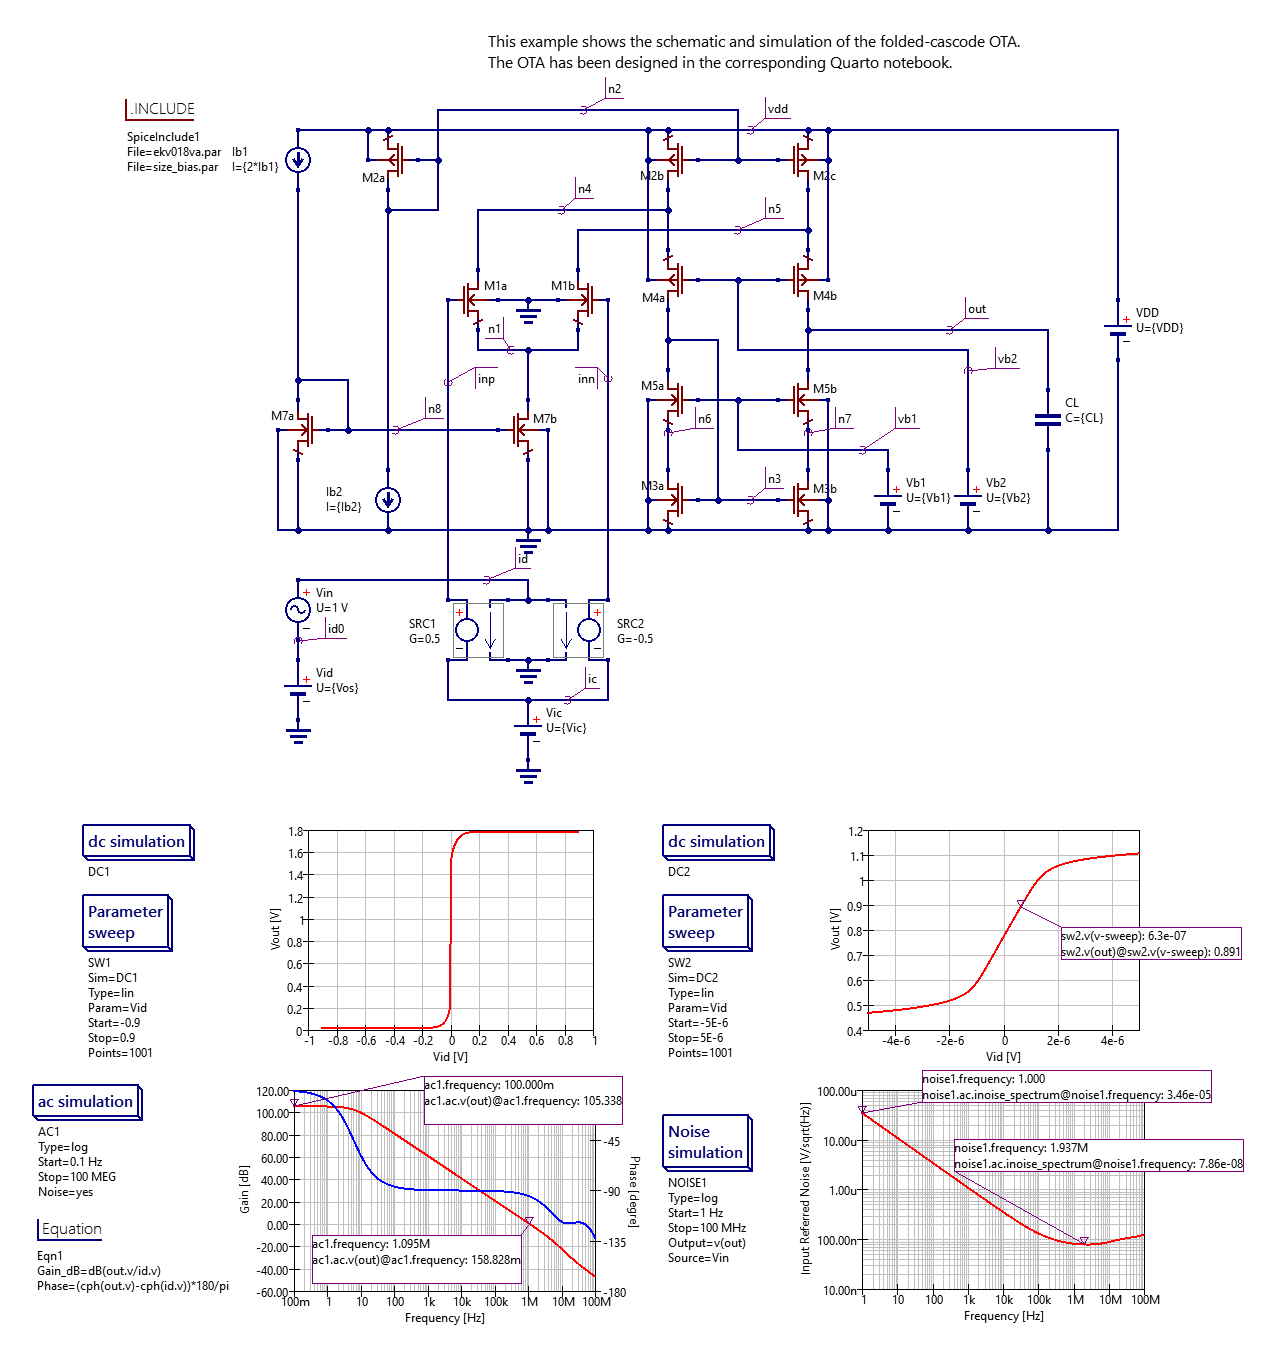 This example shows the schematic and simulation of the folded-cascode OTA.
The OTA has been designed in the corresponding Quarto notebook.
n2
.INCLUDE
vdd
SpiceInclude1
File=ekv018va.par
File=size_bias.par
Ib1
I={2*Ib1}
M2a
M2b
M2c
n4
n5
M1a
M1b
M4a
M4b
n1
out
VDD
U={VDD}
vb2
inp
inn
M5a
M5b
CL
C={CL}
M7a
n8
M7b
n6
n7
vb1
Ib2
I={Ib2}
M3a
n3
M3b
Vb1
U={Vb1}
Vb2
U={Vb2}
id
Vin
U=1 V
id0
SRC1
G=0.5
SRC2
G=-0.5
Vid
U={Vos}
ic
Vic
U={Vic}
dc simulation
DC1
Parameter
sweep
SW1
Sim=DC1
Type=lin
Param=Vid
Start=-0.9
Stop=0.9
Points=1001
Vout [V]
1.8
1.6
1.4
1.2
1
0.8
0.6
0.4
0.2
0
-1 -0.8 -0.6 -0.4 -0.2 0 0.2 0.4 0.6 0.8 1
Vid [V]
dc simulation
DC2
Parameter
sweep
SW2
Sim=DC2
Type=lin
Param=Vid
Start=-5E-6
Stop=5E-6
Points=1001
Vout [V]
1.2
1.1
1
0.9
0.8
0.7
0.6
0.5
0.4
sw2.v(v-sweep): 6.3e-07
sw2.v(out)@sw2.v(v-sweep): 0.891
-4e-6 -2e-6 0 2e-6 4e-6
Vid [V]
ac simulation
AC1
Type=log
Start=0.1 Hz
Stop=100 MEG
Noise=yes
Equation
Eqn1
Gain_dB=dB(out.v/id.v)
Phase=(cph(out.v)-cph(id.v))*180/pi
Gain [dB]
120.00
100.00
80.00
60.00
40.00
20.00
0.00
-20.00
-40.00
-60.00
ac1.frequency: 100.000m
ac1.ac.v(out)@ac1.frequency: 105.338
ac1.frequency: 1.095M
ac1.ac.v(out)@ac1.frequency: 158.828m
-45
-90
-135
-180
Phase [degre]
100m 1 10 100 1k 10k 100k 1M 10M 100M
Frequency [Hz]
Noise
simulation
NOISE1
Type=log
Start=1 Hz
Stop=100 MHz
Output=v(out)
Source=Vin
Input Referred Noise [V/sqrt(Hz)]
100.00u
10.00u
1.00u
100.00n
10.00n
noise1.frequency: 1.000
noise1.ac.inoise_spectrum@noise1.frequency: 3.46e-05
noise1.frequency: 1.937M
noise1.ac.inoise_spectrum@noise1.frequency: 7.86e-08
1 10 100 1k 10k 100k 1M 10M 100M
Frequency [Hz]